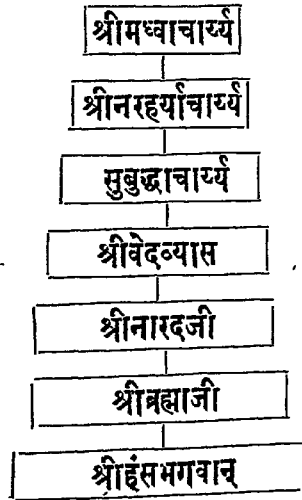 श्रीमध्वाचार्य्य
श्रीनरहर्याचार्य्य
सुबुद्धाचार्य्य
श्रीवेदव्यास
श्रीनारदजी
श्रीब्रह्माजी
श्रीहंसभगवान्